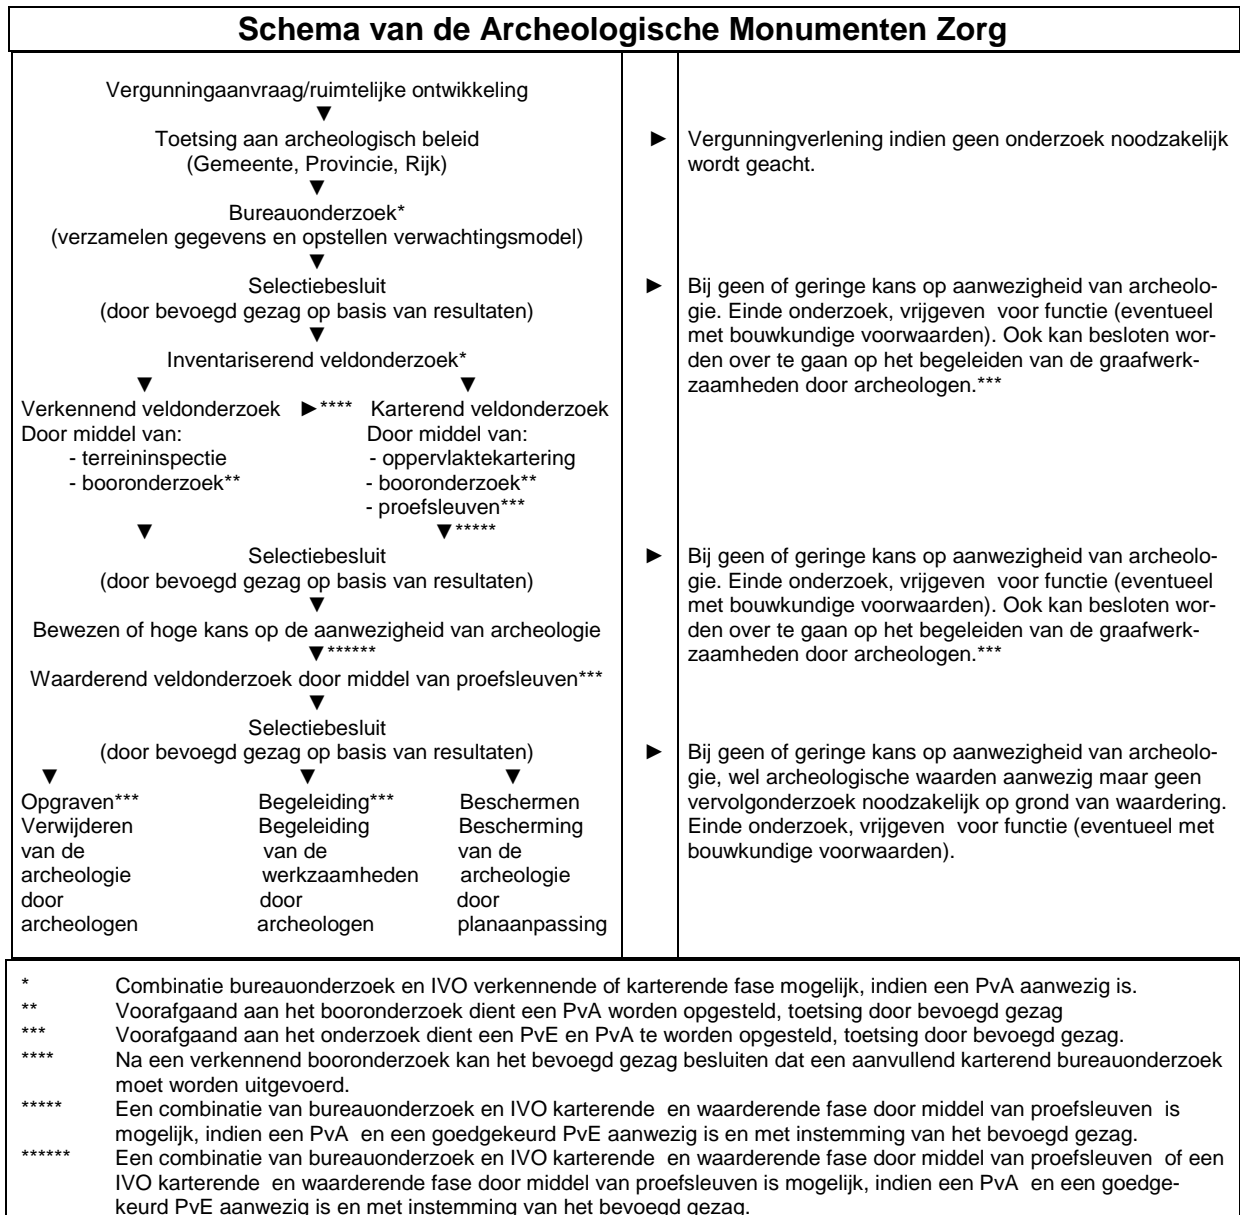 Schema van de Archeologische Monumenten Zorg
Vergunningaanvraag/ruimtelijke ontwikkeling
▼
Toetsing aan archeologisch beleid
(Gemeente, Provincie, Rijk)
► Vergunningverlening indien geen onderzoek noodzakelijk
wordt geacht.
▼
Bureauonderzoek*
(verzamelen gegevens en opstellen verwachtingsmodel)
▼
Selectiebesluit
(door bevoegd gezag op basis van resultaten)
► Bij geen of geringe kans op aanwezigheid van archeolo-
gie. Einde onderzoek, vrijgeven voor functie (eventueel
met bouwkundige voorwaarden). Ook kan besloten wor-
den over te gaan op het begeleiden van de graafwerk-
zaamheden door archeologen.***
▼
Inventariserend veldonderzoek*
▼ ▼
Verkennend veldonderzoek ►**** Karterend veldonderzoek
Door middel van: Door middel van:
- terreininspectie - oppervlaktekartering
- booronderzoek** - booronderzoek**
- proefsleuven***
▼ ▼*****
Selectiebesluit
(door bevoegd gezag op basis van resultaten)
► Bij geen of geringe kans op aanwezigheid van archeolo-
gie. Einde onderzoek, vrijgeven voor functie (eventueel
met bouwkundige voorwaarden). Ook kan besloten wor-
den over te gaan op het begeleiden van de graafwerk-
zaamheden door archeologen.***
▼
Bewezen of hoge kans op de aanwezigheid van archeologie
▼******
Waarderend veldonderzoek door middel van proefsleuven***
▼
Selectiebesluit
(door bevoegd gezag op basis van resultaten)
► Bij geen of geringe kans op aanwezigheid van archeolo-
gie, wel archeologische waarden aanwezig maar geen
vervolgonderzoek noodzakelijk op grond van waardering.
Einde onderzoek, vrijgeven voor functie (eventueel met
bouwkundige voorwaarden).
▼ ▼ ▼
Opgraven*** Begeleiding*** Beschermen
Verwijderen Begeleiding Bescherming
van de van de van de
archeologie werkzaamheden archeologie
door door door
archeologen archeologen planaanpassing
* Combinatie bureauonderzoek en IVO verkennende of karterende fase mogelijk, indien een PvA aanwezig is.
** Voorafgaand aan het booronderzoek dient een PvA worden opgesteld, toetsing door bevoegd gezag
*** Voorafgaand aan het onderzoek dient een PvE en PvA te worden opgesteld, toetsing door bevoegd gezag.
**** Na een verkennend booronderzoek kan het bevoegd gezag besluiten dat een aanvullend karterend bureauonderzoek
moet worden uitgevoerd.
***** Een combinatie van bureauonderzoek en IVO karterende en waarderende fase door middel van proefsleuven is
mogelijk, indien een PvA en een goedgekeurd PvE aanwezig is en met instemming van het bevoegd gezag.
****** Een combinatie van bureauonderzoek en IVO karterende en waarderende fase door middel van proefsleuven of een
IVO karterende en waarderende fase door middel van proefsleuven is mogelijk, indien een PvA en een goedge-
keurd PvE aanwezig is en met instemming van het bevoegd gezag.